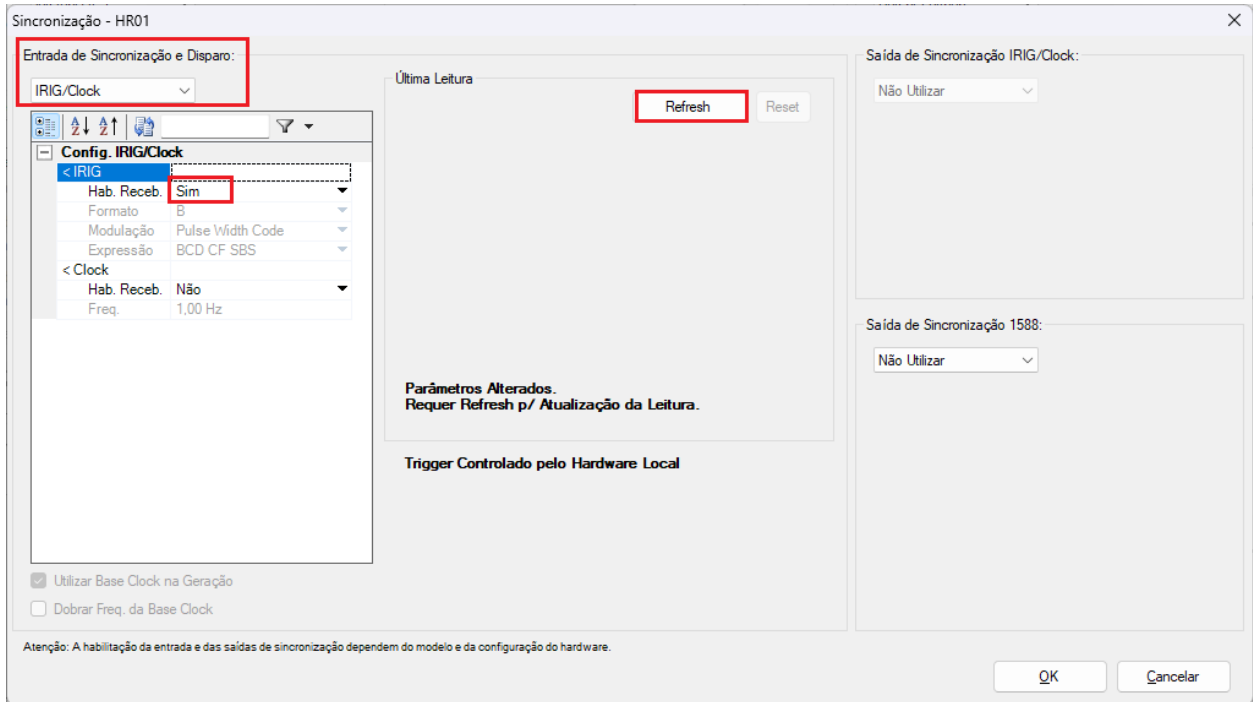 Sincronização - HR01
Entrada de Sincronização e Disparo:
IRIG/Clock
Config. IRIG/Clock
< IRIG
Hab. Receb. Sim
Formato B
Modulação Pulse Width Code
Expressão BCD CF SBS
< Clock
Hab. Receb. Não
Freq. 1,00 Hz
Utilizar Base Clock na Geração
Dobrar Freq. da Base Clock
Última Leitura
Refresh Reset
Parâmetros Alterados.
Requer Refresh p/ Atualização da Leitura.
Trigger Controlado pelo Hardware Local
Saída de Sincronização IRIG/Clock:
Não Utilizar
Saída de Sincronização 1588:
Não Utilizar
Atenção: A habilitação da entrada e das saídas de sincronização dependem do modelo e da configuração do hardware.
OK Cancelar